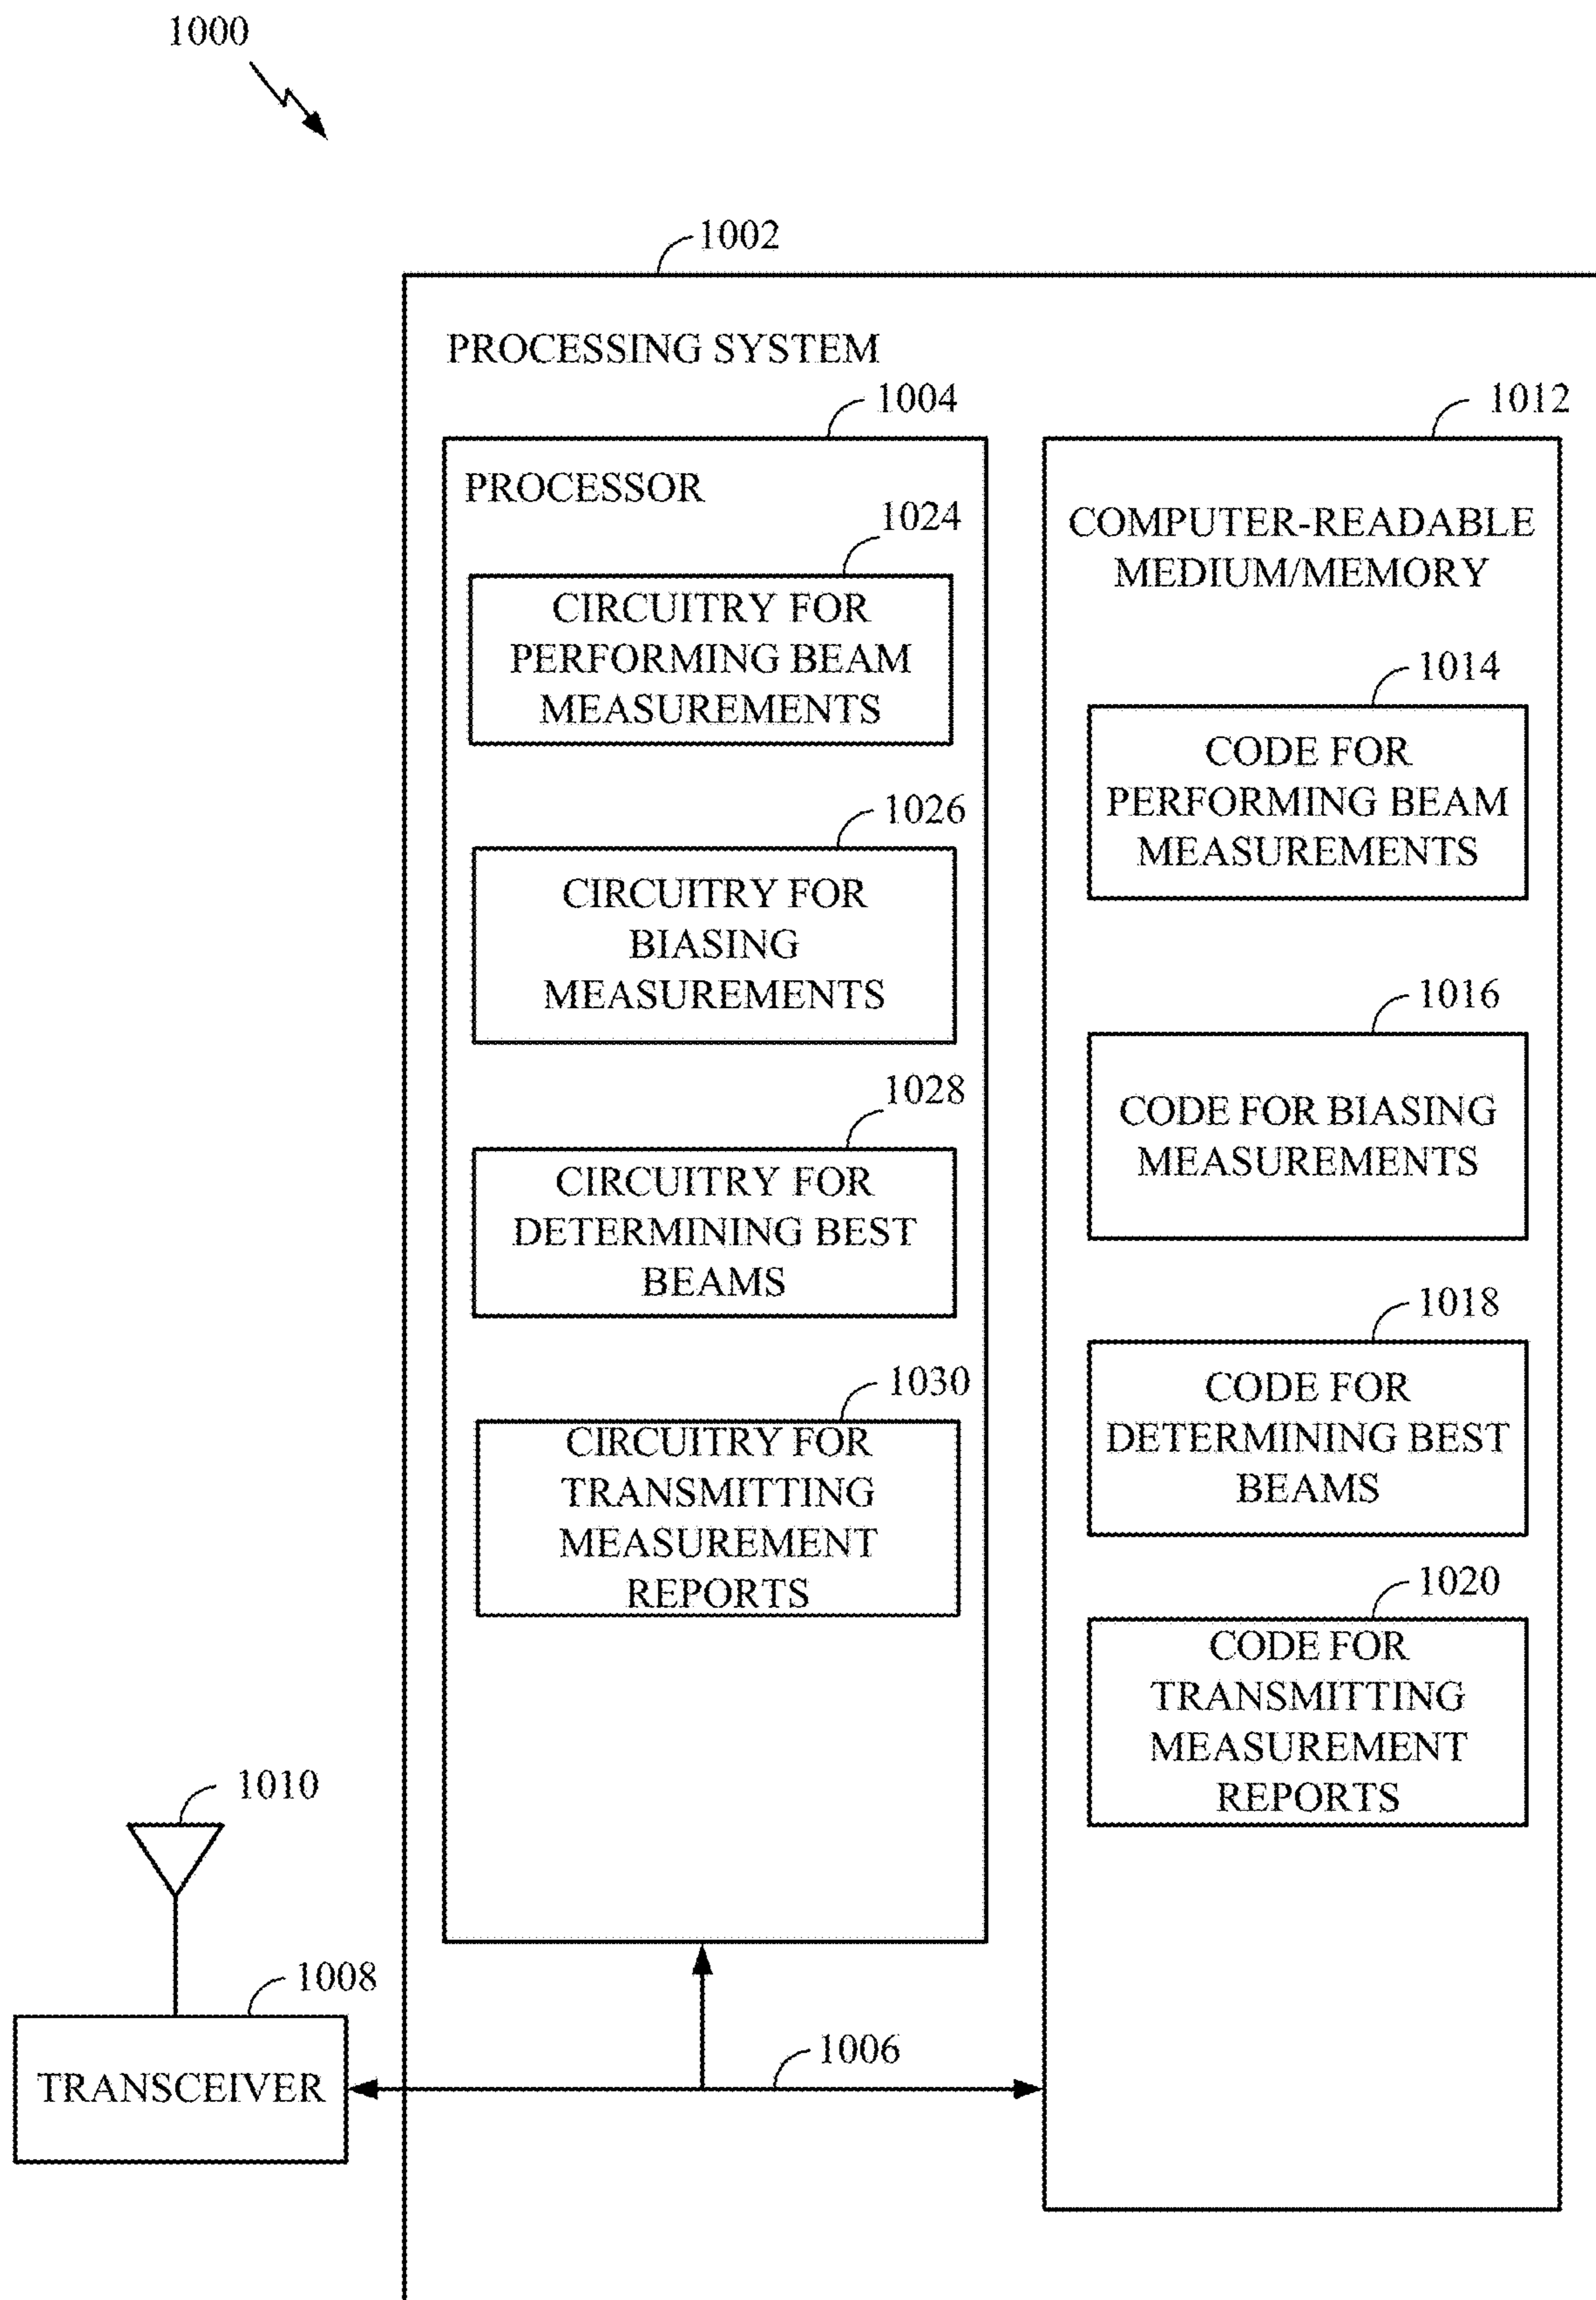 1000
1002
PROCESSING SYSTEM
1004
PROCESSOR
1024
CIRCUITRY FOR
PERFORMING BEAM
MEASUREMENTS
1026
CIRCUITRY FOR
BIASING
MEASUREMENTS
1028
CIRCUITRY FOR
DETERMINING BEST
BEAMS
1030
CIRCUITRY FOR
TRANSMITTING
MEASUREMENT
REPORTS
1012
COMPUTER-READABLE
MEDIUM/MEMORY
1014
CODE FOR
PERFORMING BEAM
MEASUREMENTS
1016
CODE FOR BIASING
MEASUREMENTS
1018
CODE FOR
DETERMINING BEST
BEAMS
1020
CODE FOR
TRANSMITTING
MEASUREMENT
REPORTS
1010
1008
TRANSCEIVER
1006